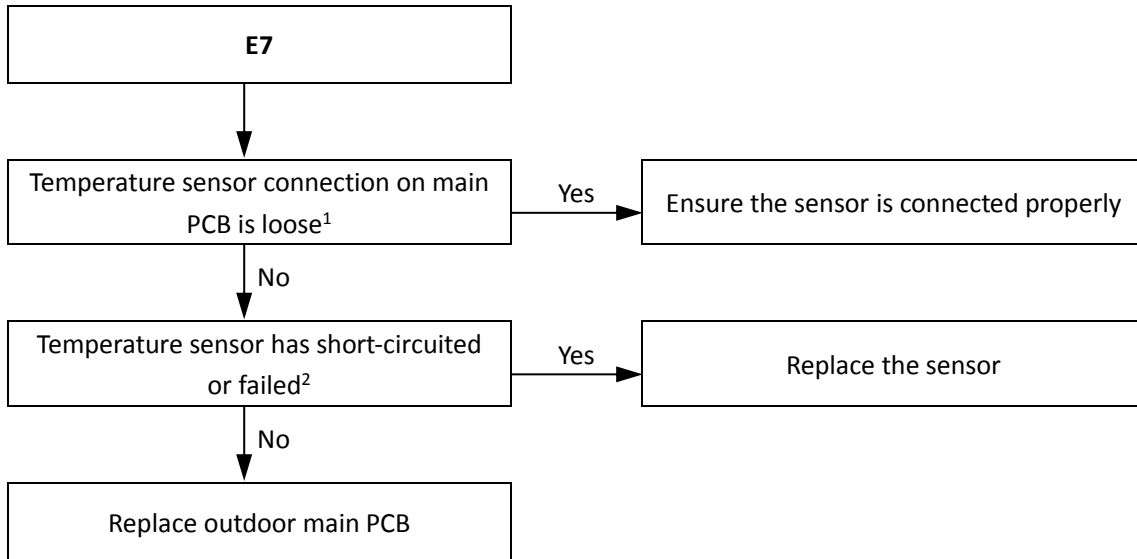 E7
Temperature sensor connection on main
PCB is loose¹
Yes
Ensure the sensor is connected properly
No
Temperature sensor has short-circuited
or failed²
Yes
Replace the sensor
No
Replace outdoor main PCB